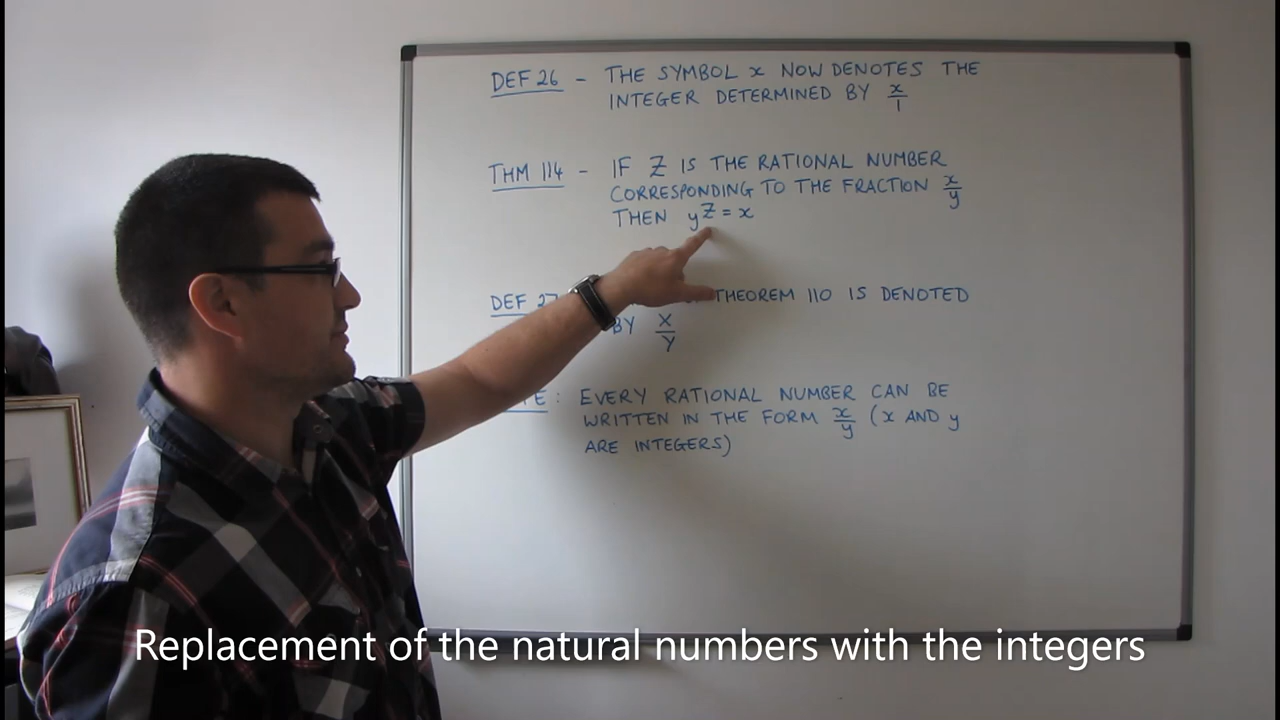 DEF 26 - THE SYMBOL x NOW DENOTES THE
INTEGER DETERMINED BY x/1
THM 114 - IF Z IS THE RATIONAL NUMBER
CORRESPONDING TO THE FRACTION x/y
THEN yZ = x
DEF 27 THEOREM 110 IS DENOTED
BY X/Y
: EVERY RATIONAL NUMBER CAN BE
WRITTEN IN THE FORM x/y (x AND y
ARE INTEGERS)
Replacement of the natural numbers with the integers